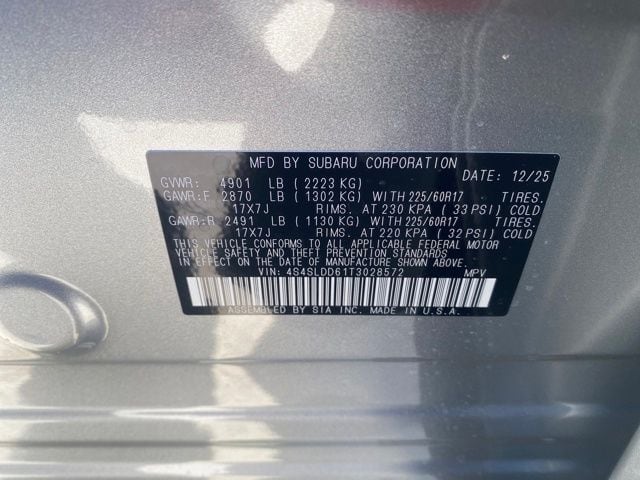 MFD BY SUBARU CORPORATION DATE: 12/25
GVWR: 4901 LB (2223 KG)
GAWR:F 2870 LB (1302 KG) WITH 225/60R17 TIRES.
17X7J RIMS. AT 230 KPA (33 PSI) COLD
GAWR:R 2491 LB (1130 KG) WITH 225/60R17 TIRES.
17X7J RIMS. AT 220 KPA (32 PSI) COLD
THIS VEHICLE CONFORMS TO ALL APPLICABLE FEDERAL MOTOR
VEHICLE SAFETY AND THEFT PREVENTION STANDARDS
IN EFFECT ON THE DATE OF MANUFACTURE SHOWN ABOVE.
VIN: 4S4SLDD61T3028572 MPV
ASSEMBLED BY SIA INC. MADE IN U.S.A.